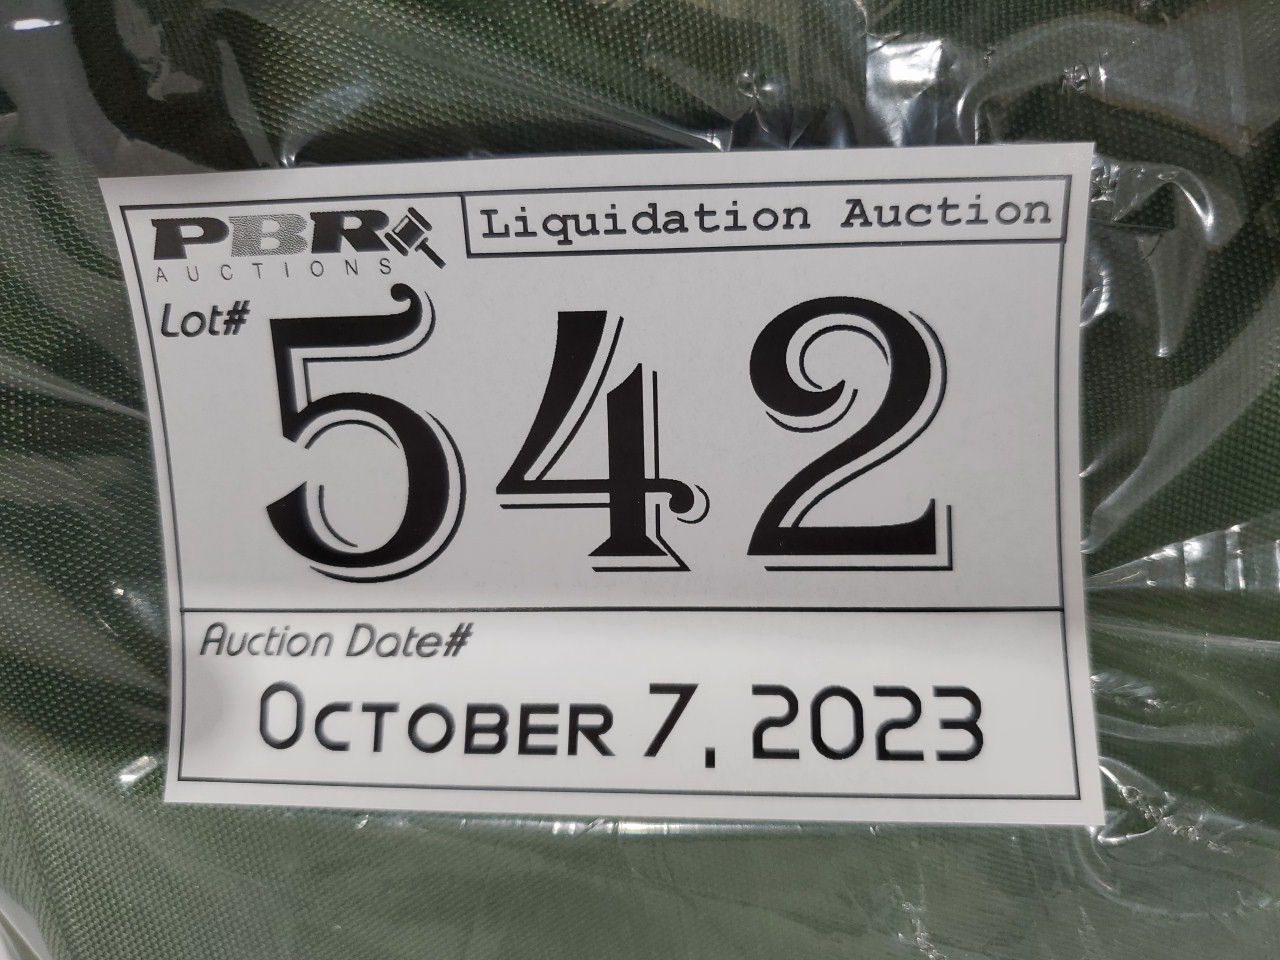 PBR
AUCTIONS
Liquidation Auction
Lot#
542
Auction Date#
October 7, 2023